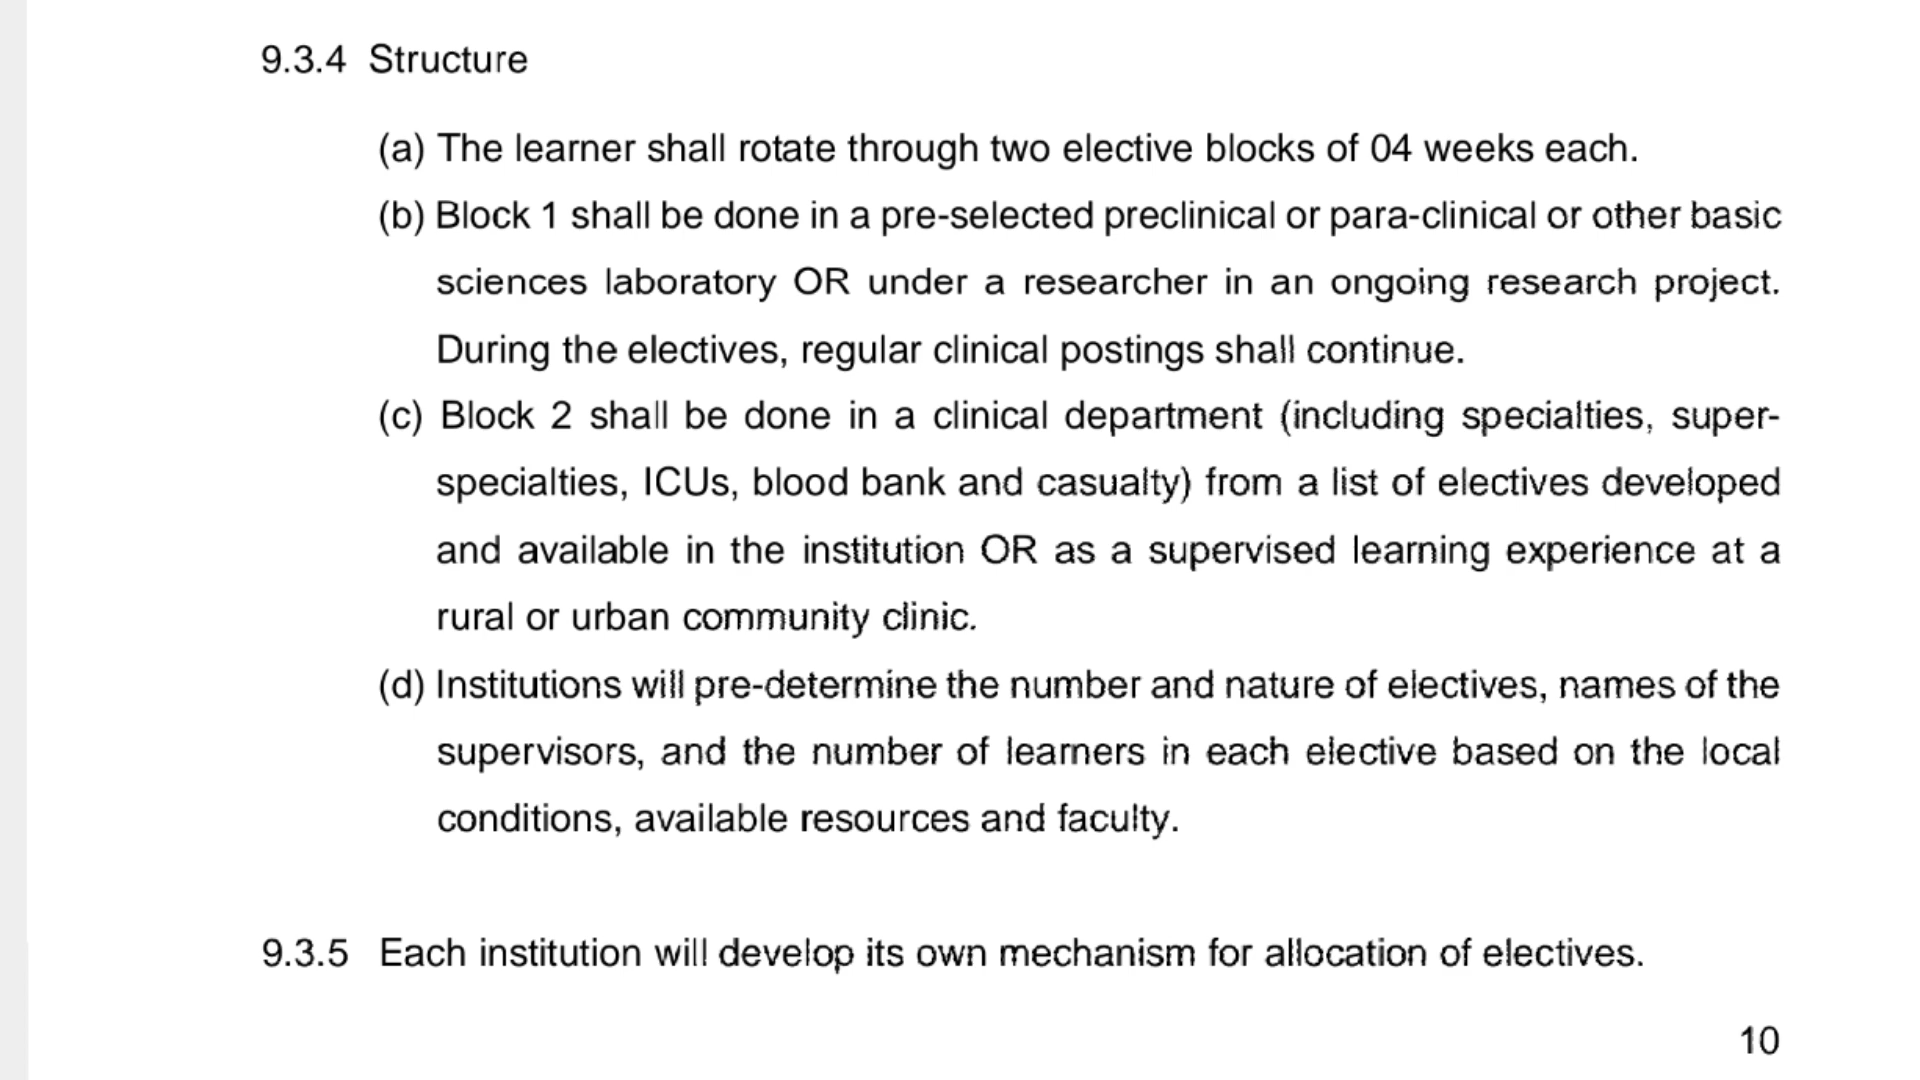 9.3.4 Structure
(a) The learner shall rotate through two elective blocks of 04 weeks each.
(b) Block 1 shall be done in a pre-selected preclinical or para-clinical or other basic
sciences laboratory OR under a researcher in an ongoing research project.
During the electives, regular clinical postings shall continue.
(c) Block 2 shall be done in a clinical department (including specialties, super-
specialties, ICUs, blood bank and casualty) from a list of electives developed
and available in the institution OR as a supervised learning experience at a
rural or urban community clinic.
(d) Institutions will pre-determine the number and nature of electives, names of the
supervisors, and the number of learners in each elective based on the local
conditions, available resources and faculty.
9.3.5 Each institution will develop its own mechanism for allocation of electives.
10